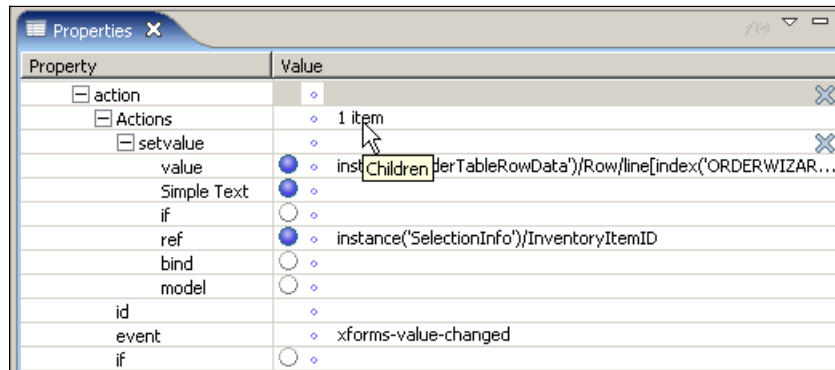 Properties
f(x)
Property Value
action
Actions 1 item
setvalue
Children
value derTableRowData')/Row/line[index('ORDERWIZAR...
Simple Text
if
ref instance('SelectionInfo')/InventoryItemID
bind
model
id
event xforms-value-changed
if